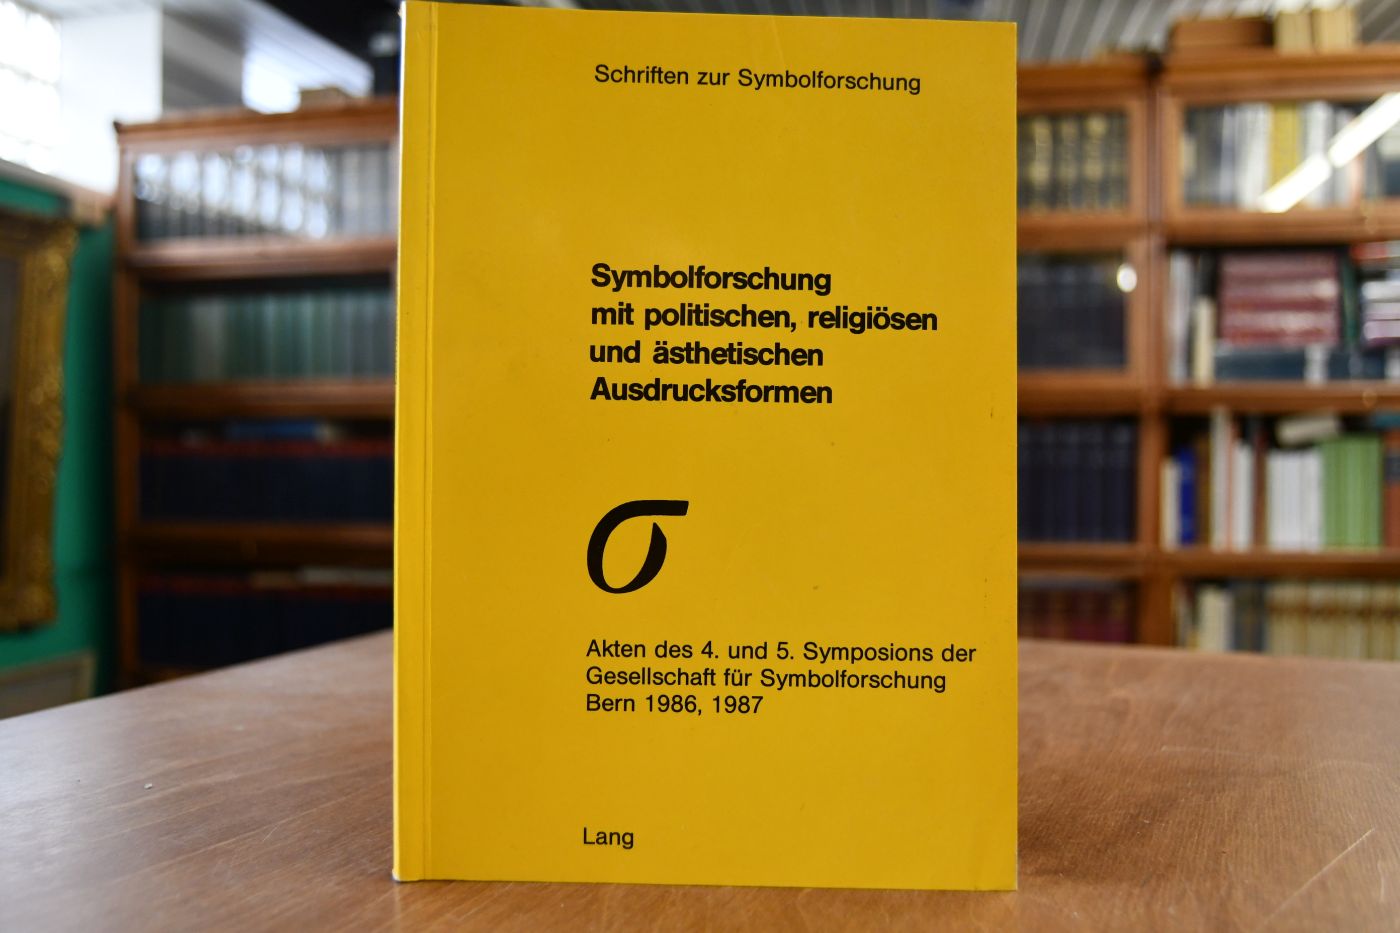 Schriften zur Symbolforschung
Symbolforschung
mit politischen, religiösen
und ästhetischen
Ausdrucksformen
σ
Akten des 4. und 5. Symposions der
Gesellschaft für Symbolforschung
Bern 1986, 1987
Lang